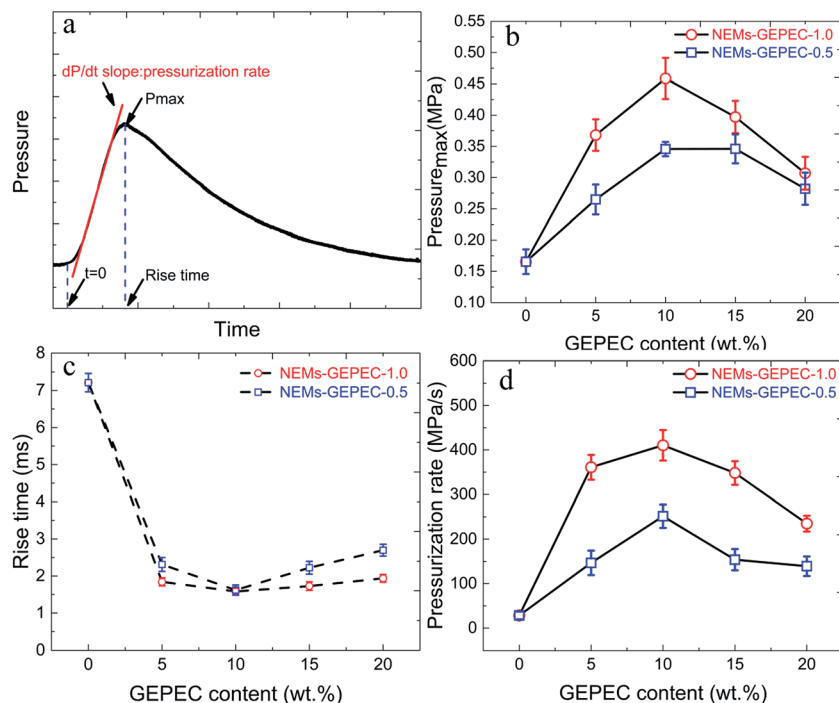 a
dP/dt slope:pressurization rate
Pmax
t=0
Rise time
Pressure
Time
b
NEMs-GEPEC-1.0
NEMs-GEPEC-0.5
0.55
0.50
0.45
0.40
0.35
0.30
0.25
0.20
0.15
0.10
Pressuremax(MPa)
0 5 10 15 20
GEPEC content (wt.%)
c
NEMs-GEPEC-1.0
NEMs-GEPEC-0.5
8
7
6
5
4
3
2
1
0
Rise time (ms)
0 5 10 15 20
GEPEC content (wt.%)
d
NEMs-GEPEC-1.0
NEMs-GEPEC-0.5
600
500
400
300
200
100
0
Pressurization rate (MPa/s)
0 5 10 15 20
GEPEC content (wt.%)